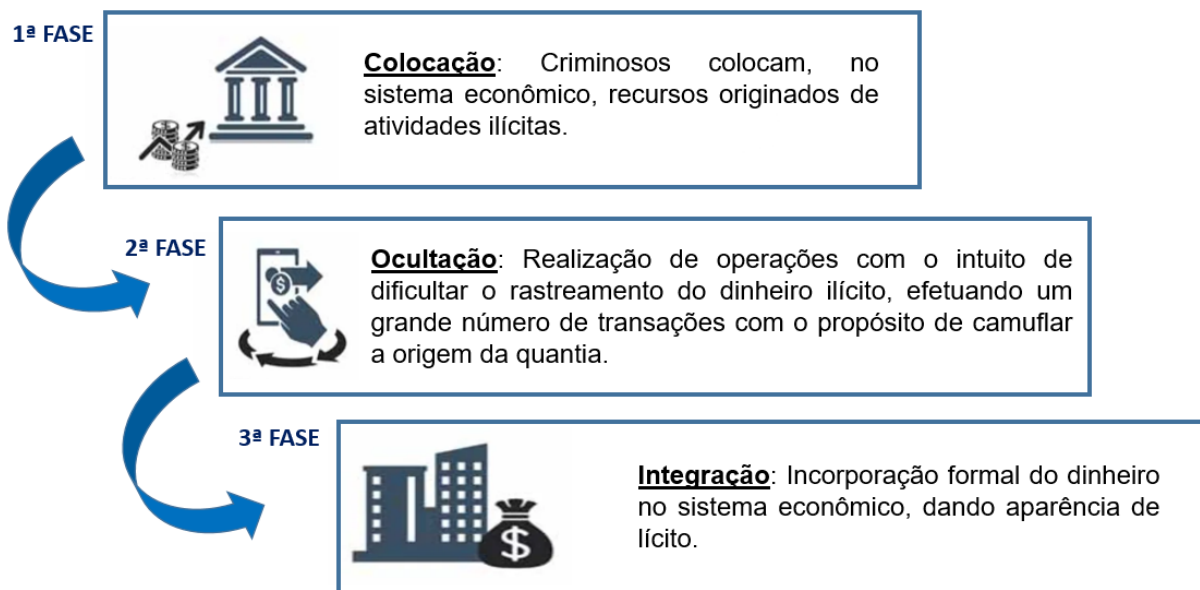 1ª FASE
Colocação: Criminosos colocam, no
sistema econômico, recursos originados de
atividades ilícitas.
2ª FASE
Ocultação: Realização de operações com o intuito de
dificultar o rastreamento do dinheiro ilícito, efetuando um
grande número de transações com o propósito de camuflar
a origem da quantia.
3ª FASE
Integração: Incorporação formal do dinheiro
no sistema econômico, dando aparência de
lícito.